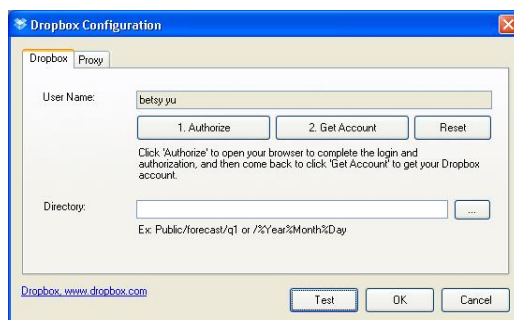 Dropbox Configuration
Dropbox Proxy
User Name: betsy yu
1. Authorize 2. Get Account Reset
Click 'Authorize' to open your browser to complete the login and
authorization, and then come back to click 'Get Account' to get your Dropbox
account.
Directory: ...
Ex: Public/forecast/q1 or /%Year%Month%Day
Dropbox, www.dropbox.com
Test OK Cancel